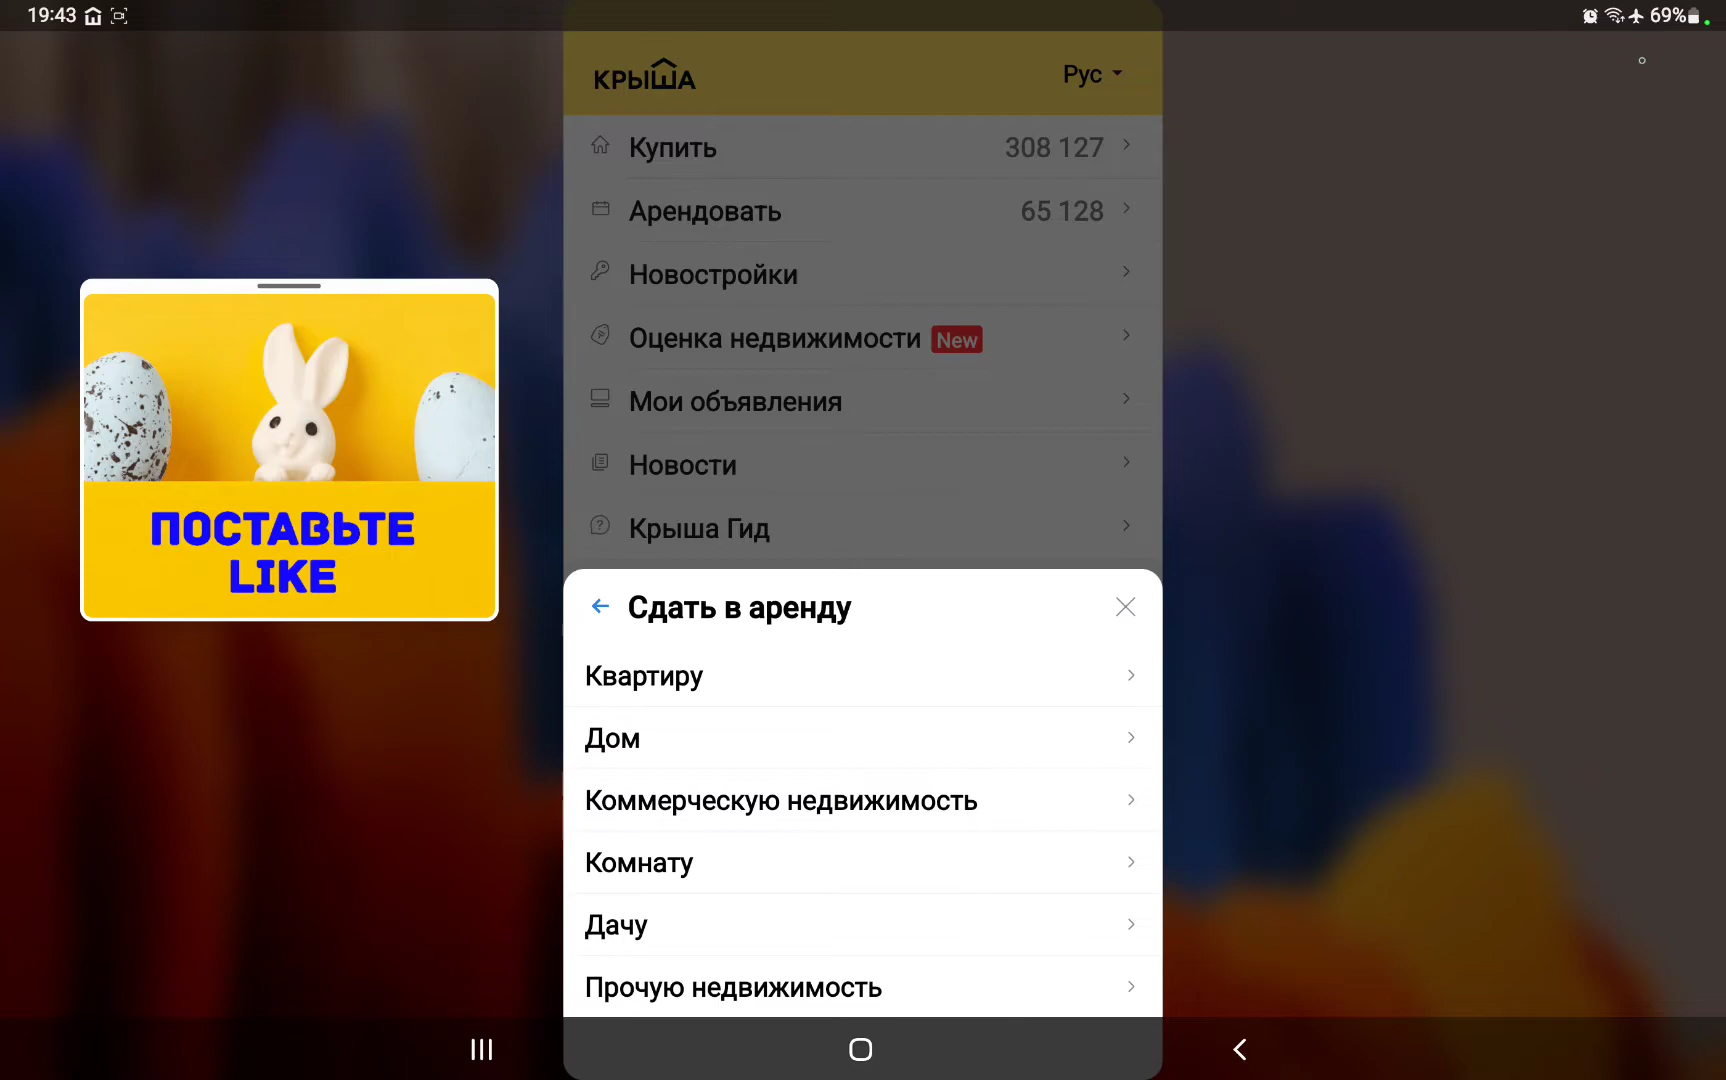 19:43
69%
КРЫША
Рус
Купить 308 127
Арендовать 65 128
Новостройки
Оценка недвижимости New
Мои объявления
Новости
Крыша Гид
ПОСТАВЬТЕ
LIKE
Сдать в аренду
Квартиру
Дом
Коммерческую недвижимость
Комнату
Дачу
Прочую недвижимость